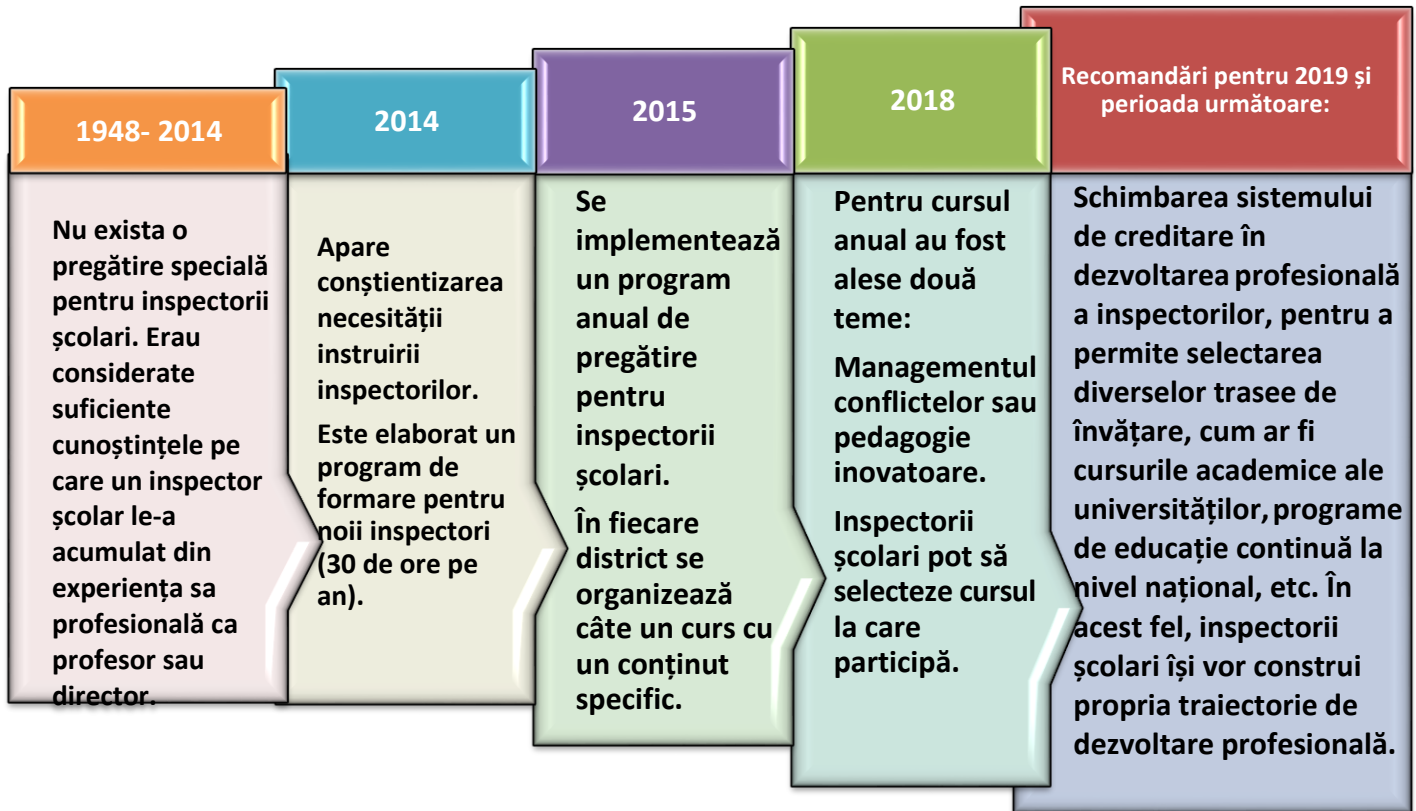 1948- 2014
Nu exista o
pregătire specială
pentru inspectorii
școlari. Erau
considerate
suficiente
cunoștințele pe
care un inspector
școlar le-a
acumulat din
experiența sa
profesională ca
profesor sau
director.
2014
Apare
conștientizarea
necesității
instruirii
inspectorilor.
Este elaborat un
program de
formare pentru
noii inspectori
(30 de ore pe
an).
2015
Se
implementează
un program
anual de
pregătire
pentru
inspectorii
școlari.
În fiecare
district se
organizează
câte un curs cu
un conținut
specific.
2018
Pentru cursul
anual au fost
alese două
teme:
Managementul
conflictelor sau
pedagogie
inovatoare.
Inspectorii
școlari pot să
selecteze cursul
la care
participă.
Recomandări pentru 2019 și
perioada următoare:
Schimbarea sistemului
de creditare în
dezvoltarea profesională
a inspectorilor, pentru a
permite selectarea
diverselor trasee de
învățare, cum ar fi
cursurile academice ale
universităților, programe
de educație continuă la
nivel național, etc. În
acest fel, inspectorii
școlari își vor construi
propria traiectorie de
dezvoltare profesională.